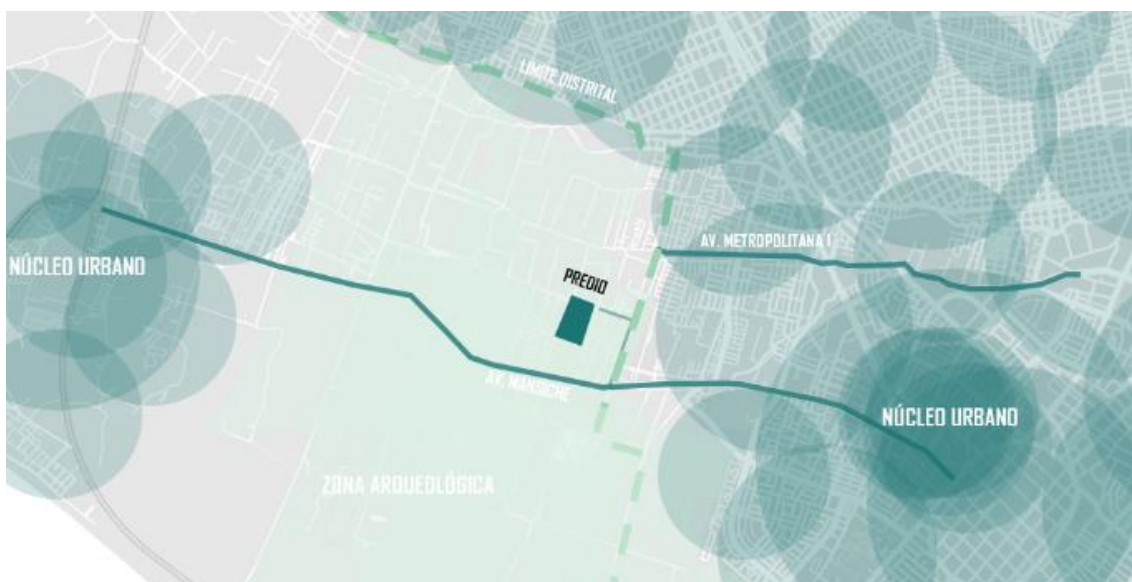 LIMITE DISTRITAL
AV. METROPOLITANA I
NÚCLEO URBANO
PREDIO
AV. MANSICHE
NÚCLEO URBANO
ZONA ARQUEOLÓGICA